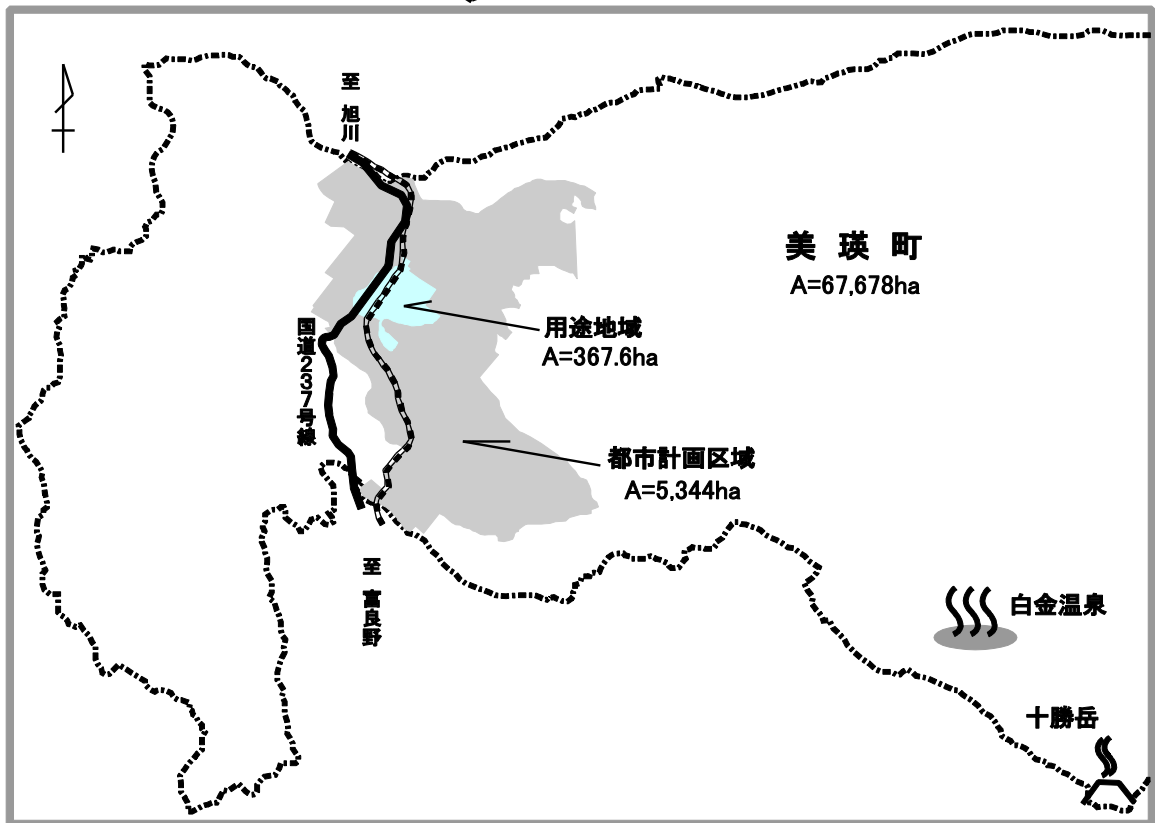 至 旭川
美瑛町
A=67,678ha
用途地域
A=367.6ha
国道237号線
都市計画区域
A=5,344ha
至 富良野
白金温泉
十勝岳